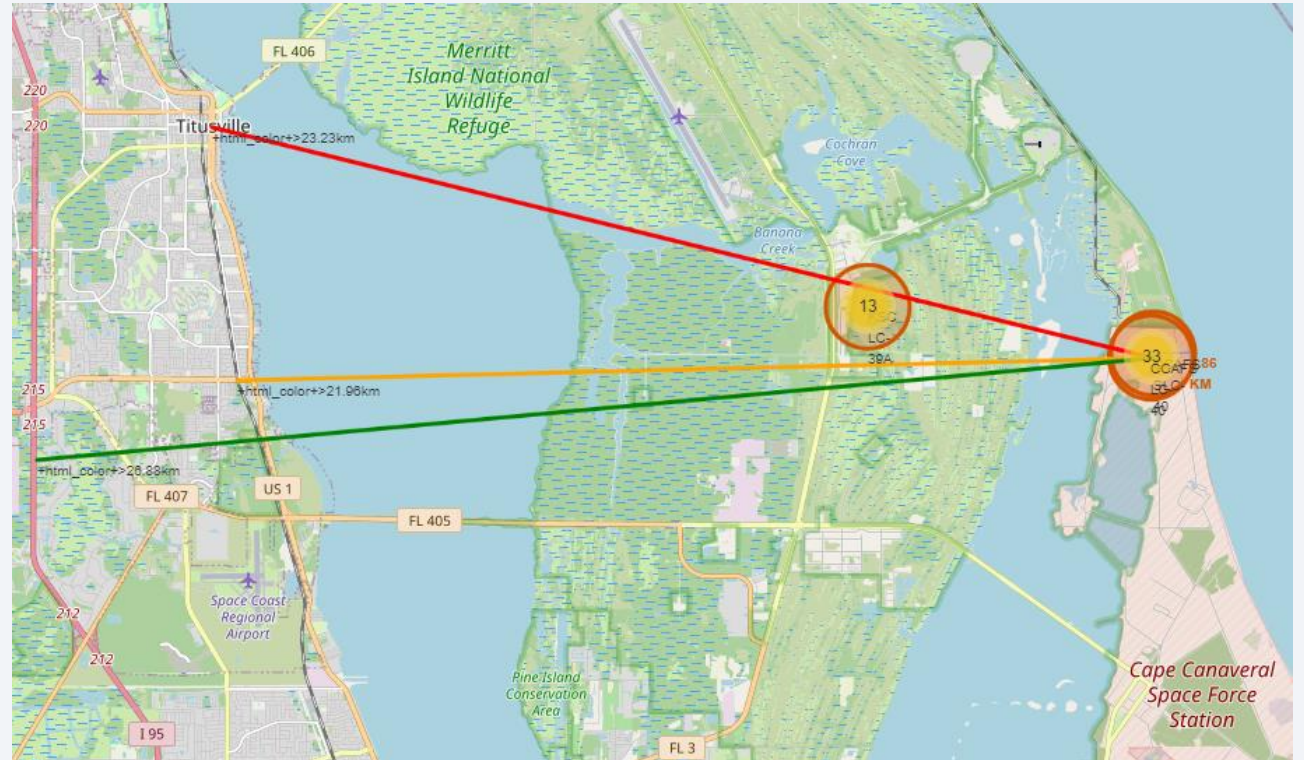 FL 406
Merritt
Island National
Wildlife
Refuge
220
220
Titusville
+html_color+>23.23km
Cochran
Cove
Banana
Creek
13
LC-
39A
33
86
KM
215
+html_color+>21.96km
215
+html_color+>26.88km
FL 407
US 1
FL 405
Space Coast
Regional
Airport
212
212
Pine Island
Conservation
Area
Cape Canaveral
Space Force
Station
I 95
FL 3